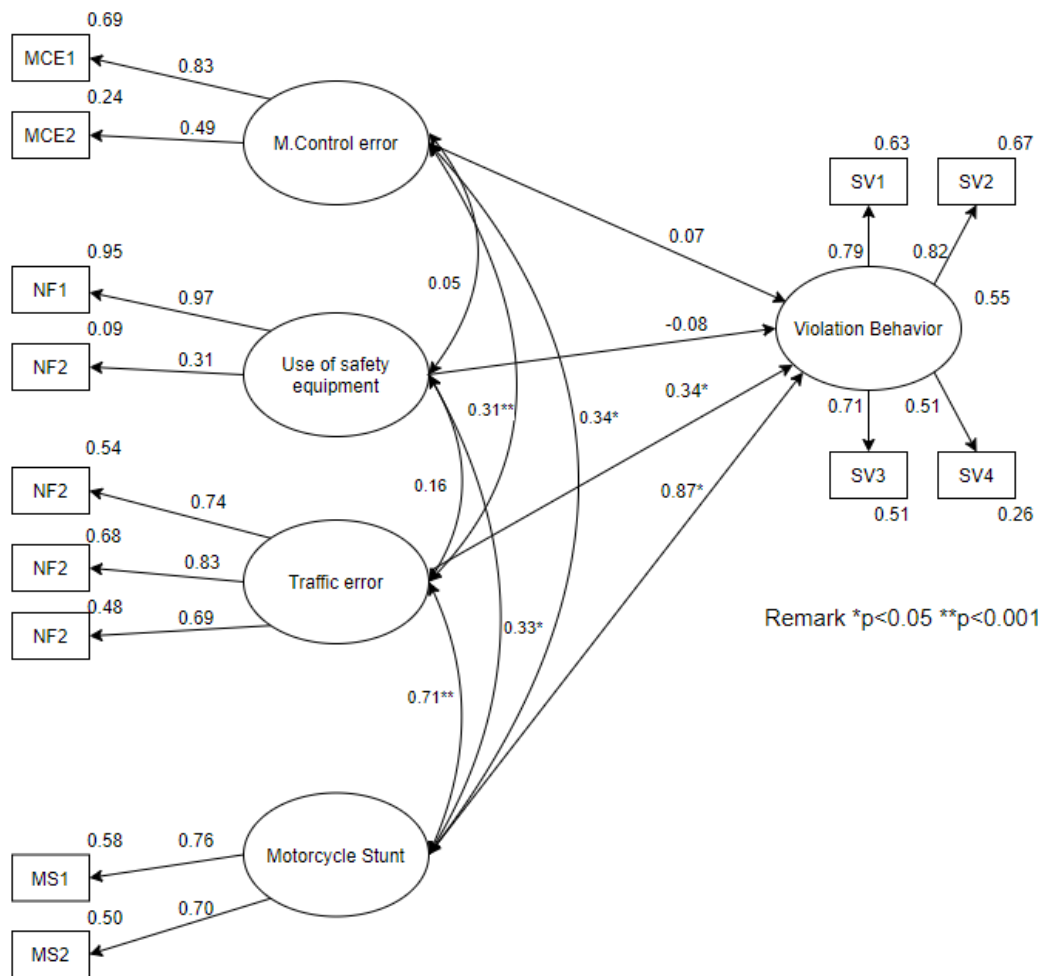 0.69
MCE1
0.83
0.24
MCE2
0.49
M.Control error
0.63
0.67
SV1
SV2
0.79
0.82
0.07
0.55
Violation Behavior
0.95
NF1
0.97
0.05
-0.08
0.09
NF2
0.31
Use of safety
equipment
0.31**
0.34*
0.34*
0.71
0.51
SV3
SV4
0.51
0.26
0.54
NF2
0.74
0.16
0.87*
0.68
NF2
0.83
Traffic error
0.48
NF2
0.69
0.33*
Remark *p<0.05 **p<0.001
0.71**
0.58
MS1
0.76
Motorcycle Stunt
0.50
MS2
0.70